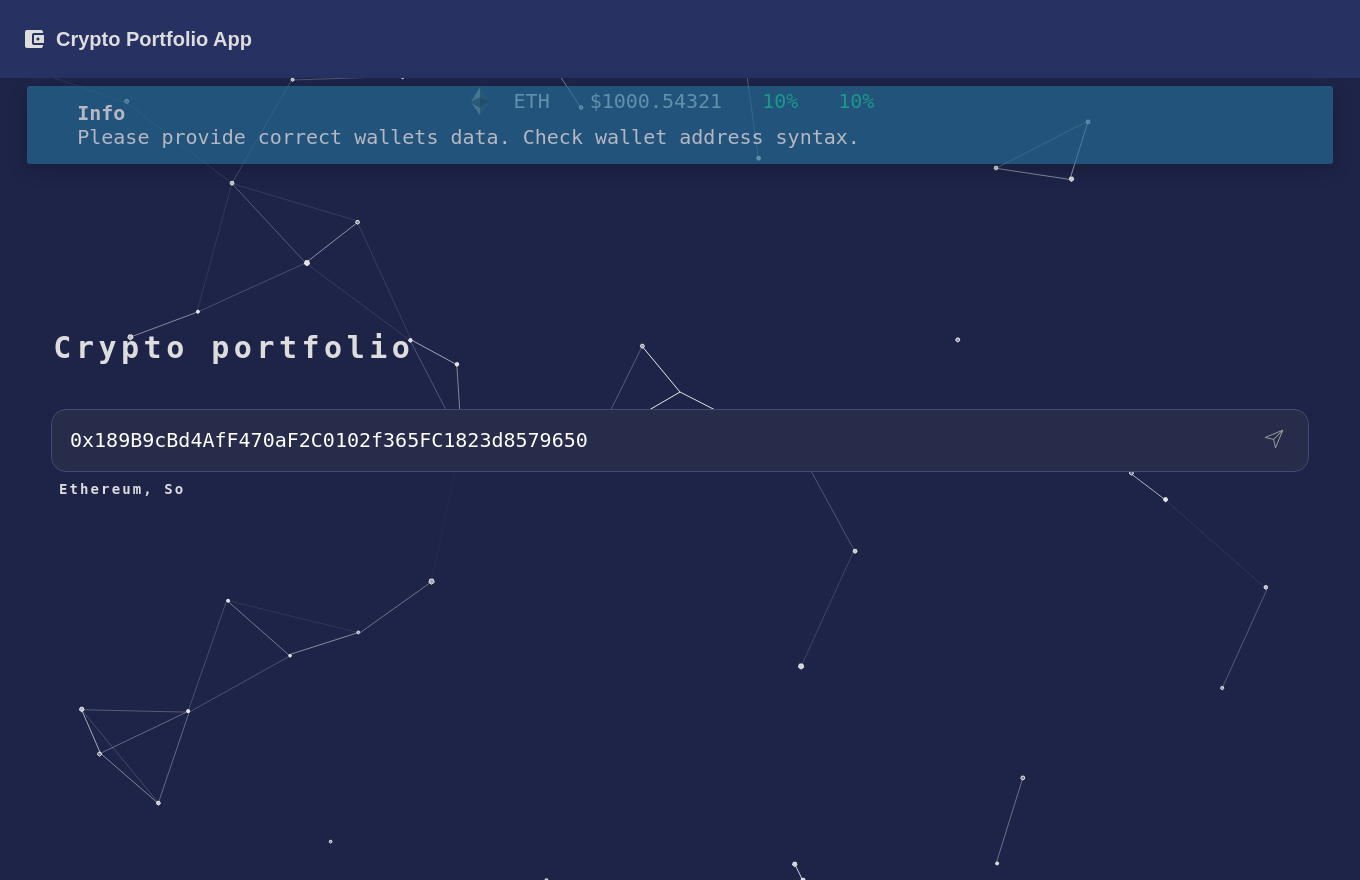 Crypto Portfolio App
ETH $1000.54321 10% 10%
Info
Please provide correct wallets data. Check wallet address syntax.
Crypto portfolio
0x189B9cBd4AfF470aF2C0102f365FC1823d8579650
Ethereum, So